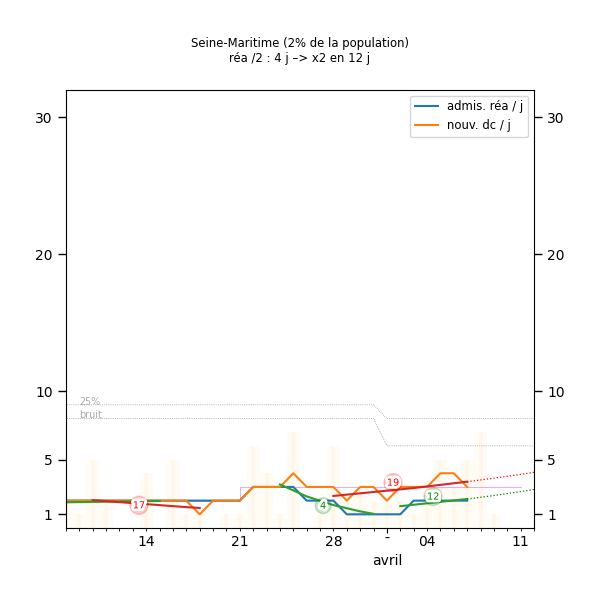 Seine-Maritime (2% de la population)
réa /2 : 4 j –> x2 en 12 j
admis. réa / j
nouv. dc / j
30 30
20 20
10 10
25%
bruit
5 5
19
12
17
4
1 1
14 21 28 - 04 11
avril